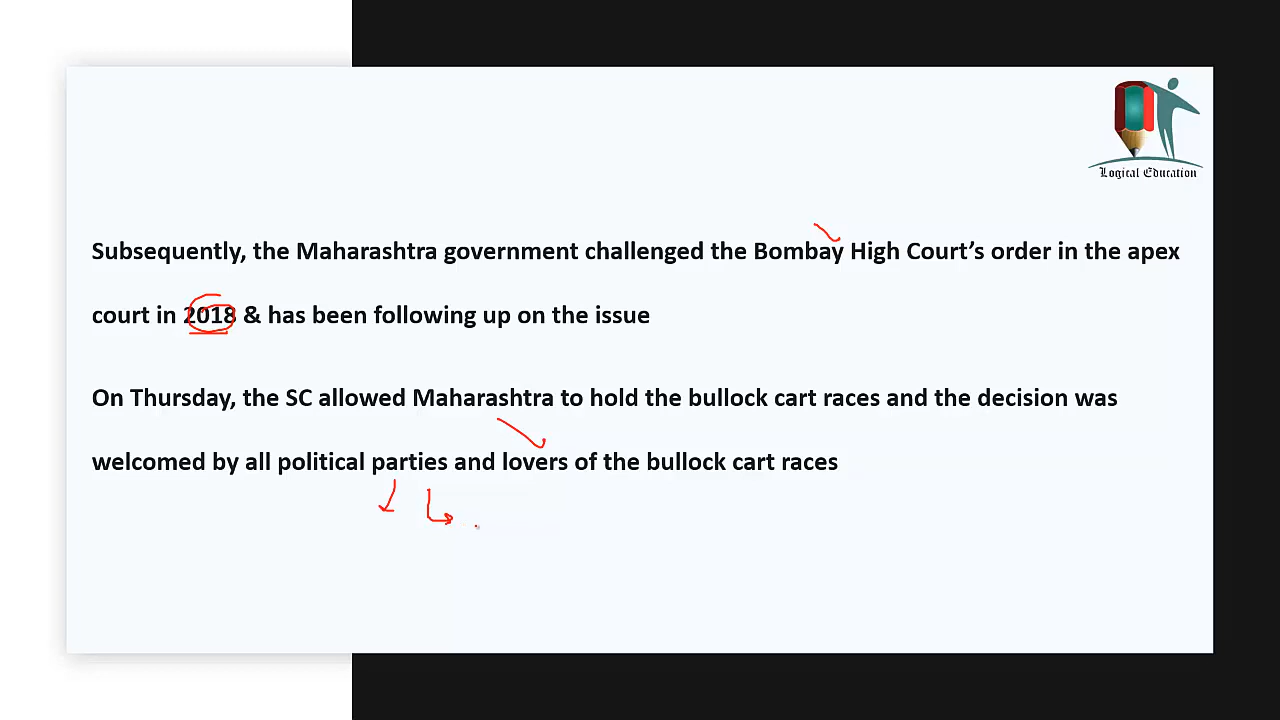 Logical Education
Subsequently, the Maharashtra government challenged the Bombay High Court’s order in the apex
court in 2018 & has been following up on the issue
On Thursday, the SC allowed Maharashtra to hold the bullock cart races and the decision was
welcomed by all political parties and lovers of the bullock cart races